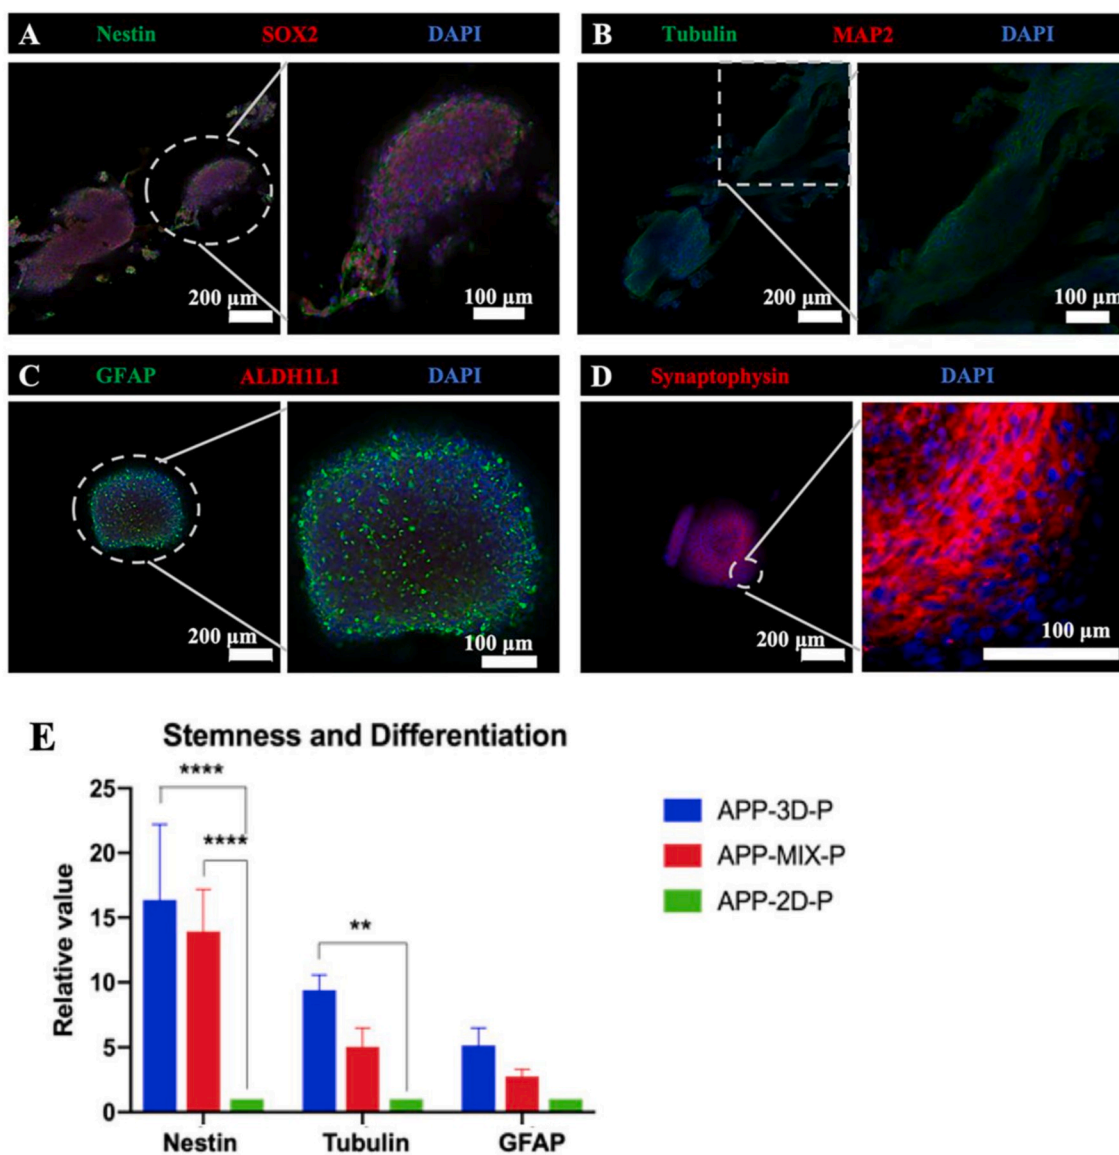 A Nestin SOX2 DAPI
200 μm
100 μm
B Tubulin MAP2 DAPI
200 μm
100 μm
C GFAP ALDH1L1 DAPI
200 μm
100 μm
D Synaptophysin DAPI
200 μm
100 μm
E Stemness and Differentiation
****
****
**
25
20
15
10
5
0
Relative value
Nestin Tubulin GFAP
APP-3D-P
APP-MIX-P
APP-2D-P